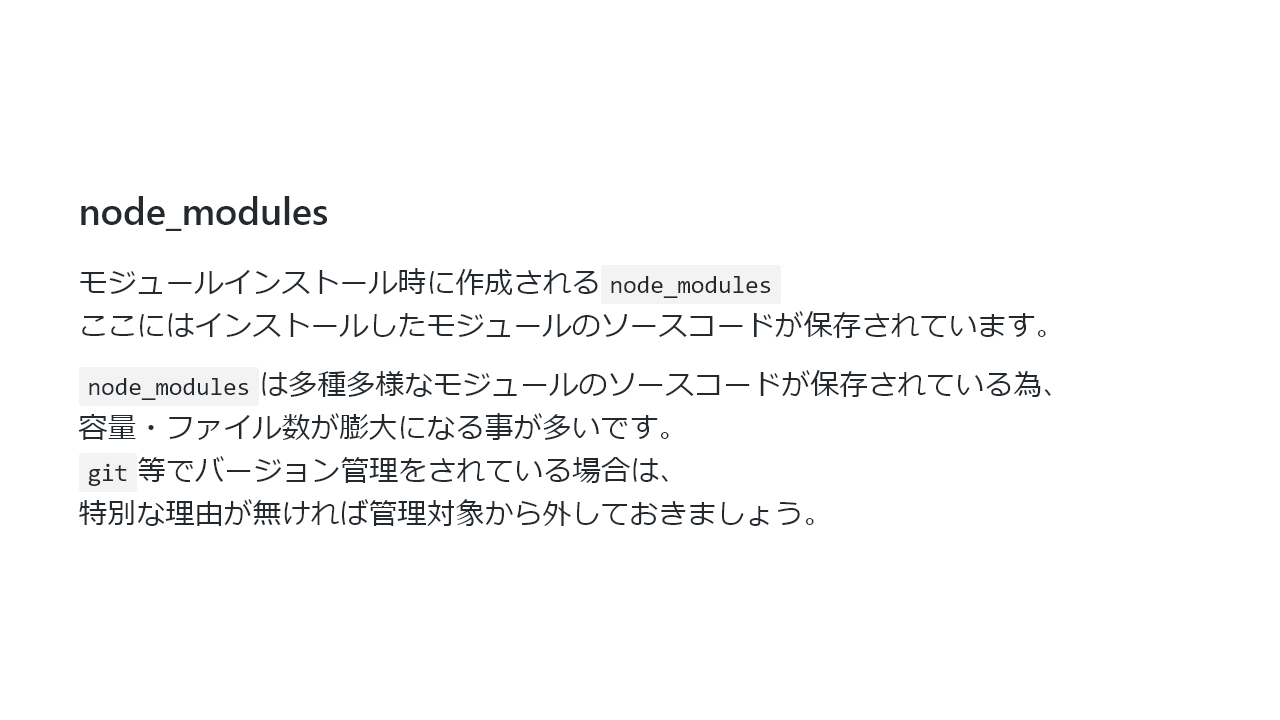 node_modules
モジュールインストール時に作成されるnode_modules
ここにはインストールしたモジュールのソースコードが保存されています。
node_modulesは多種多様なモジュールのソースコードが保存されている為、
容量・ファイル数が膨大になる事が多いです。
git等でバージョン管理をされている場合は、
特別な理由が無ければ管理対象から外しておきましょう。